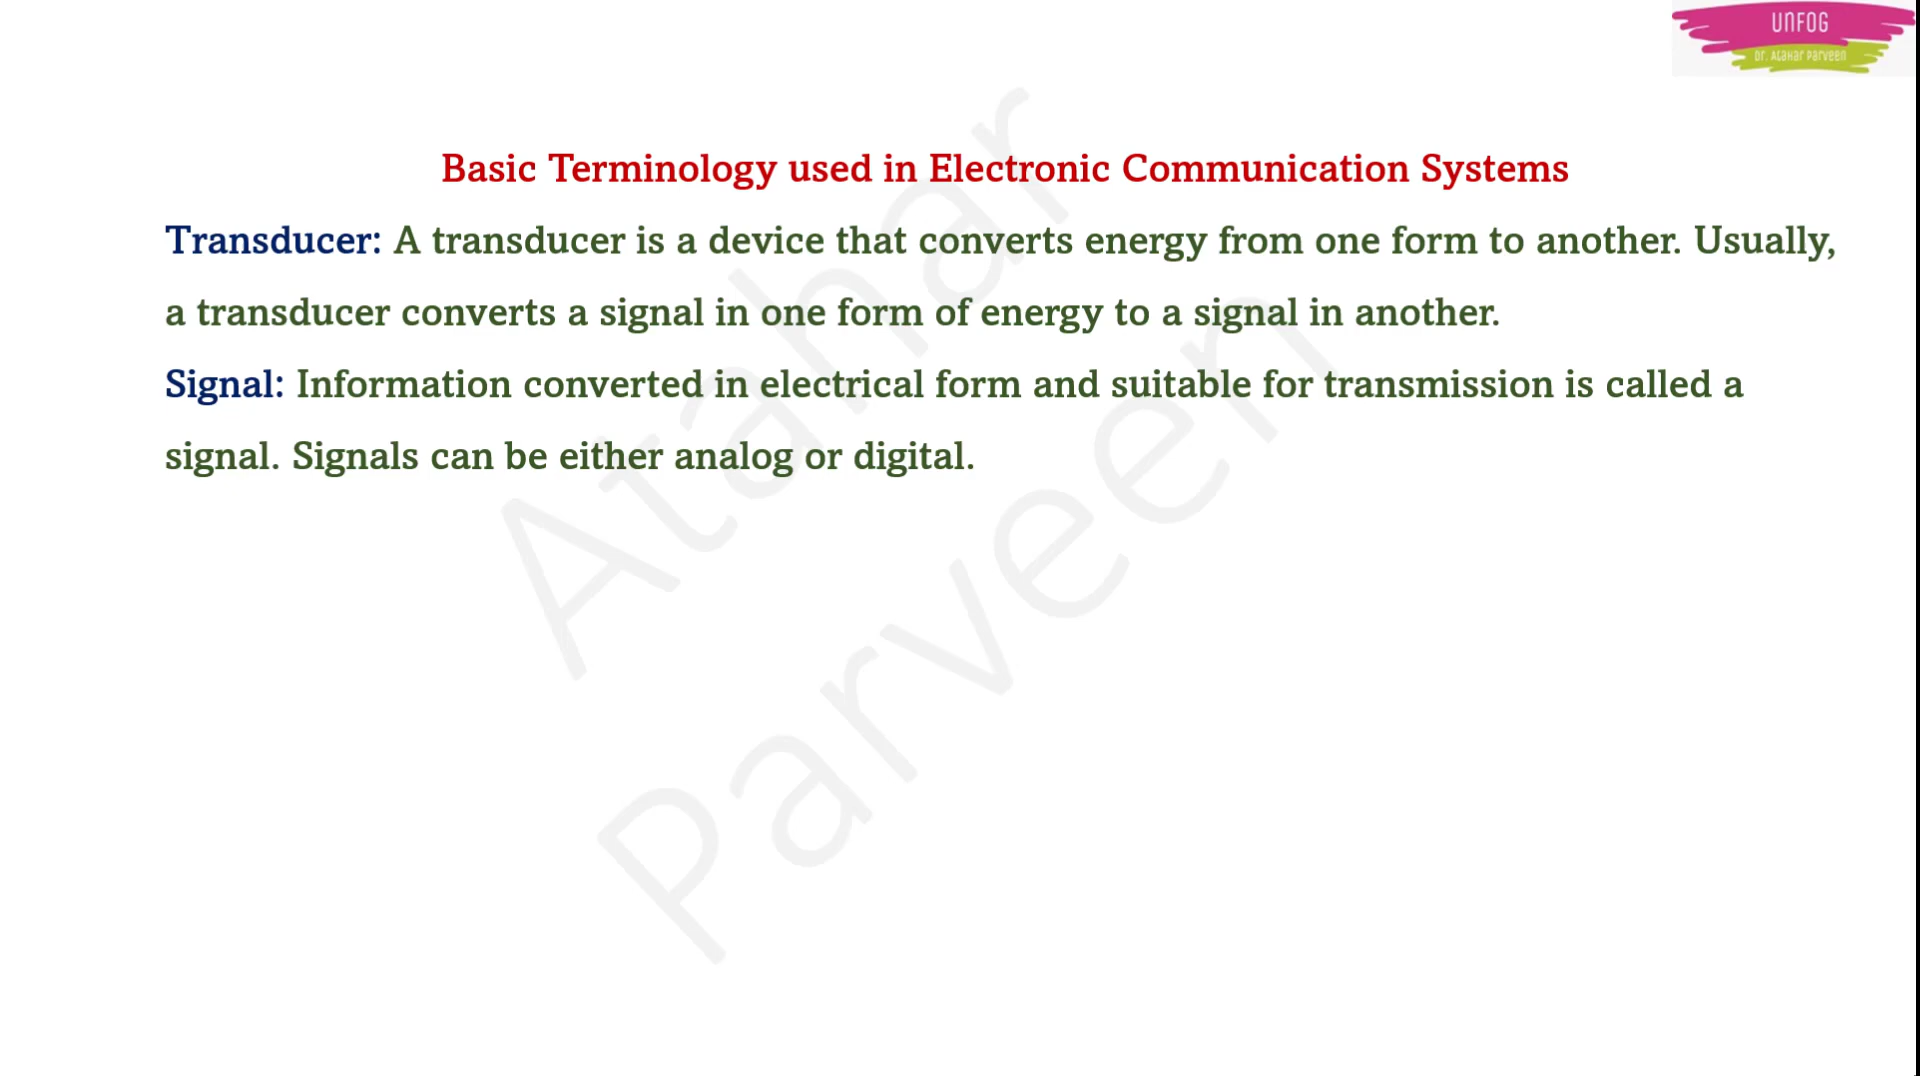 UNFOG
Dr. Atahar Parveen
Basic Terminology used in Electronic Communication Systems
Transducer: A transducer is a device that converts energy from one form to another. Usually,
a transducer converts a signal in one form of energy to a signal in another.
Signal: Information converted in electrical form and suitable for transmission is called a
signal. Signals can be either analog or digital.
Atahar
Parveen